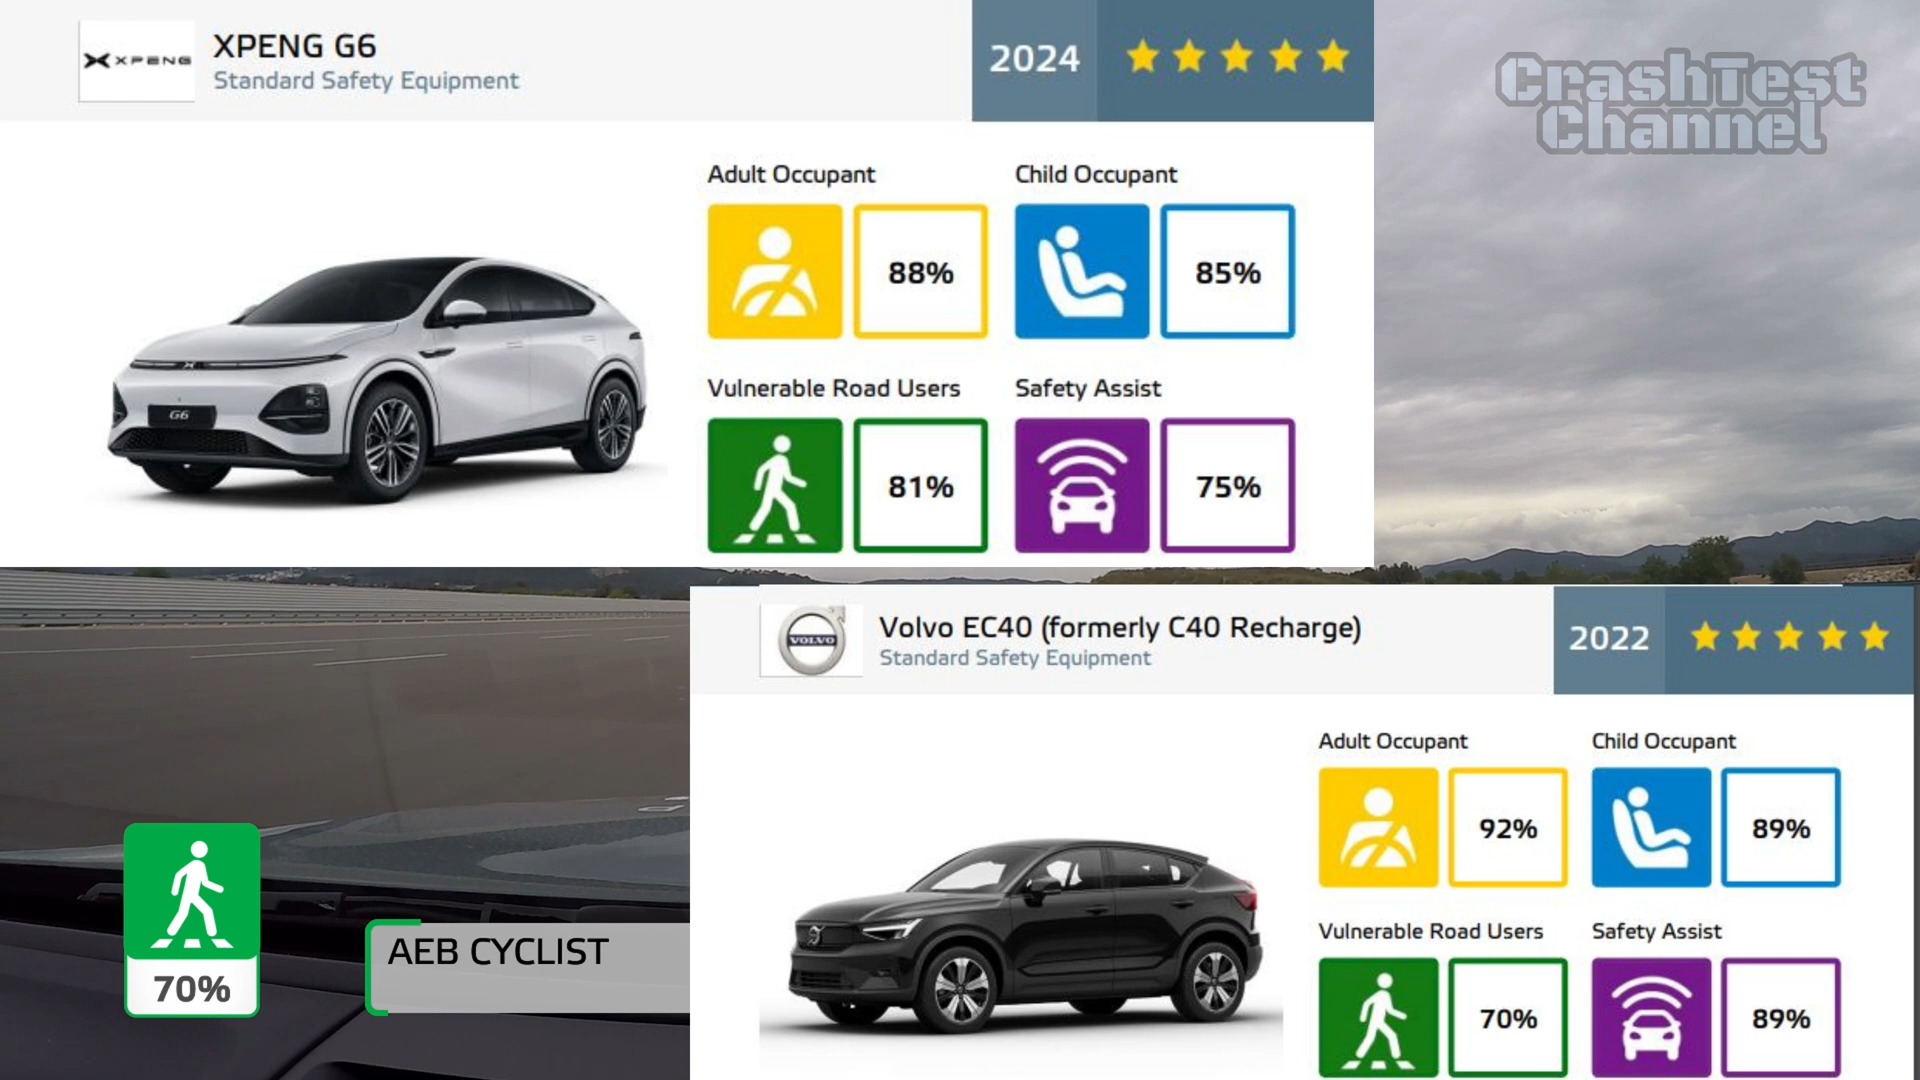 XPENG
XPENG G6
Standard Safety Equipment
2024
CrashTest
Channel
Adult Occupant
Child Occupant
88%
85%
Vulnerable Road Users
Safety Assist
81%
75%
G6
VOLVO
Volvo EC40 (formerly C40 Recharge)
Standard Safety Equipment
2022
Adult Occupant
Child Occupant
92%
89%
Vulnerable Road Users
Safety Assist
70%
89%
AEB CYCLIST
70%